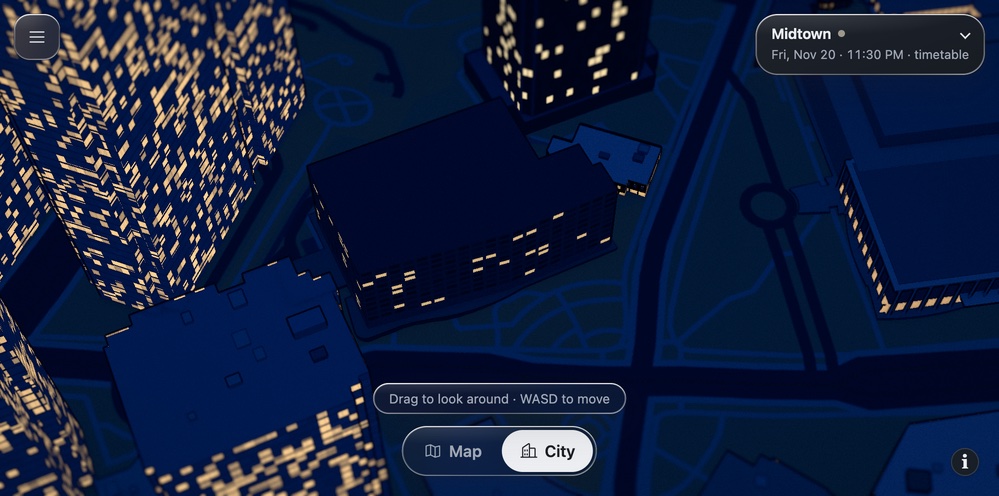 Midtown
Fri, Nov 20 · 11:30 PM · timetable
Drag to look around · WASD to move
Map
City
i